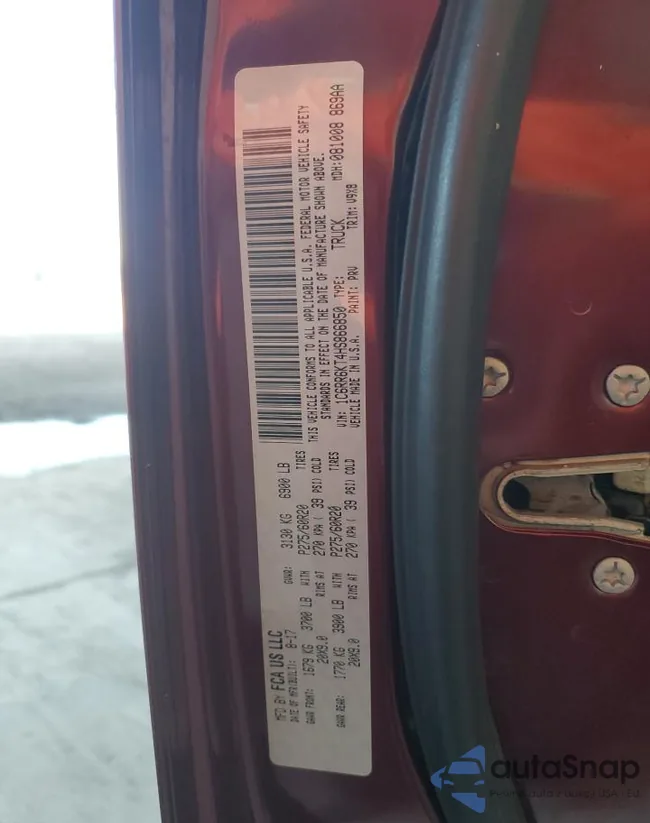 MFD BY FCA US LLC
DATE OF MFR(BUILT): 8-17
GVWR: 3130 KG 6900 LB
GAWR FRONT: 1679 KG 3700 LB WITH P275/60R20 TIRES
20X9.0 RIMS AT 270 KPA ( 39 PSI) COLD
GAWR REAR: 1770 KG 3900 LB WITH P275/60R20 TIRES
20X9.0 RIMS AT 270 KPA ( 39 PSI) COLD
THIS VEHICLE CONFORMS TO ALL APPLICABLE U.S.A. FEDERAL MOTOR VEHICLE SAFETY
STANDARDS IN EFFECT ON THE DATE OF MANUFACTURE SHOWN ABOVE.
VIN: 1C6RR6KT4HS866850 TYPE: TRUCK MDH:081008 869AA
VEHICLE MADE IN U.S.A. PAINT: PRV TRIM: V9X8
autoSnap